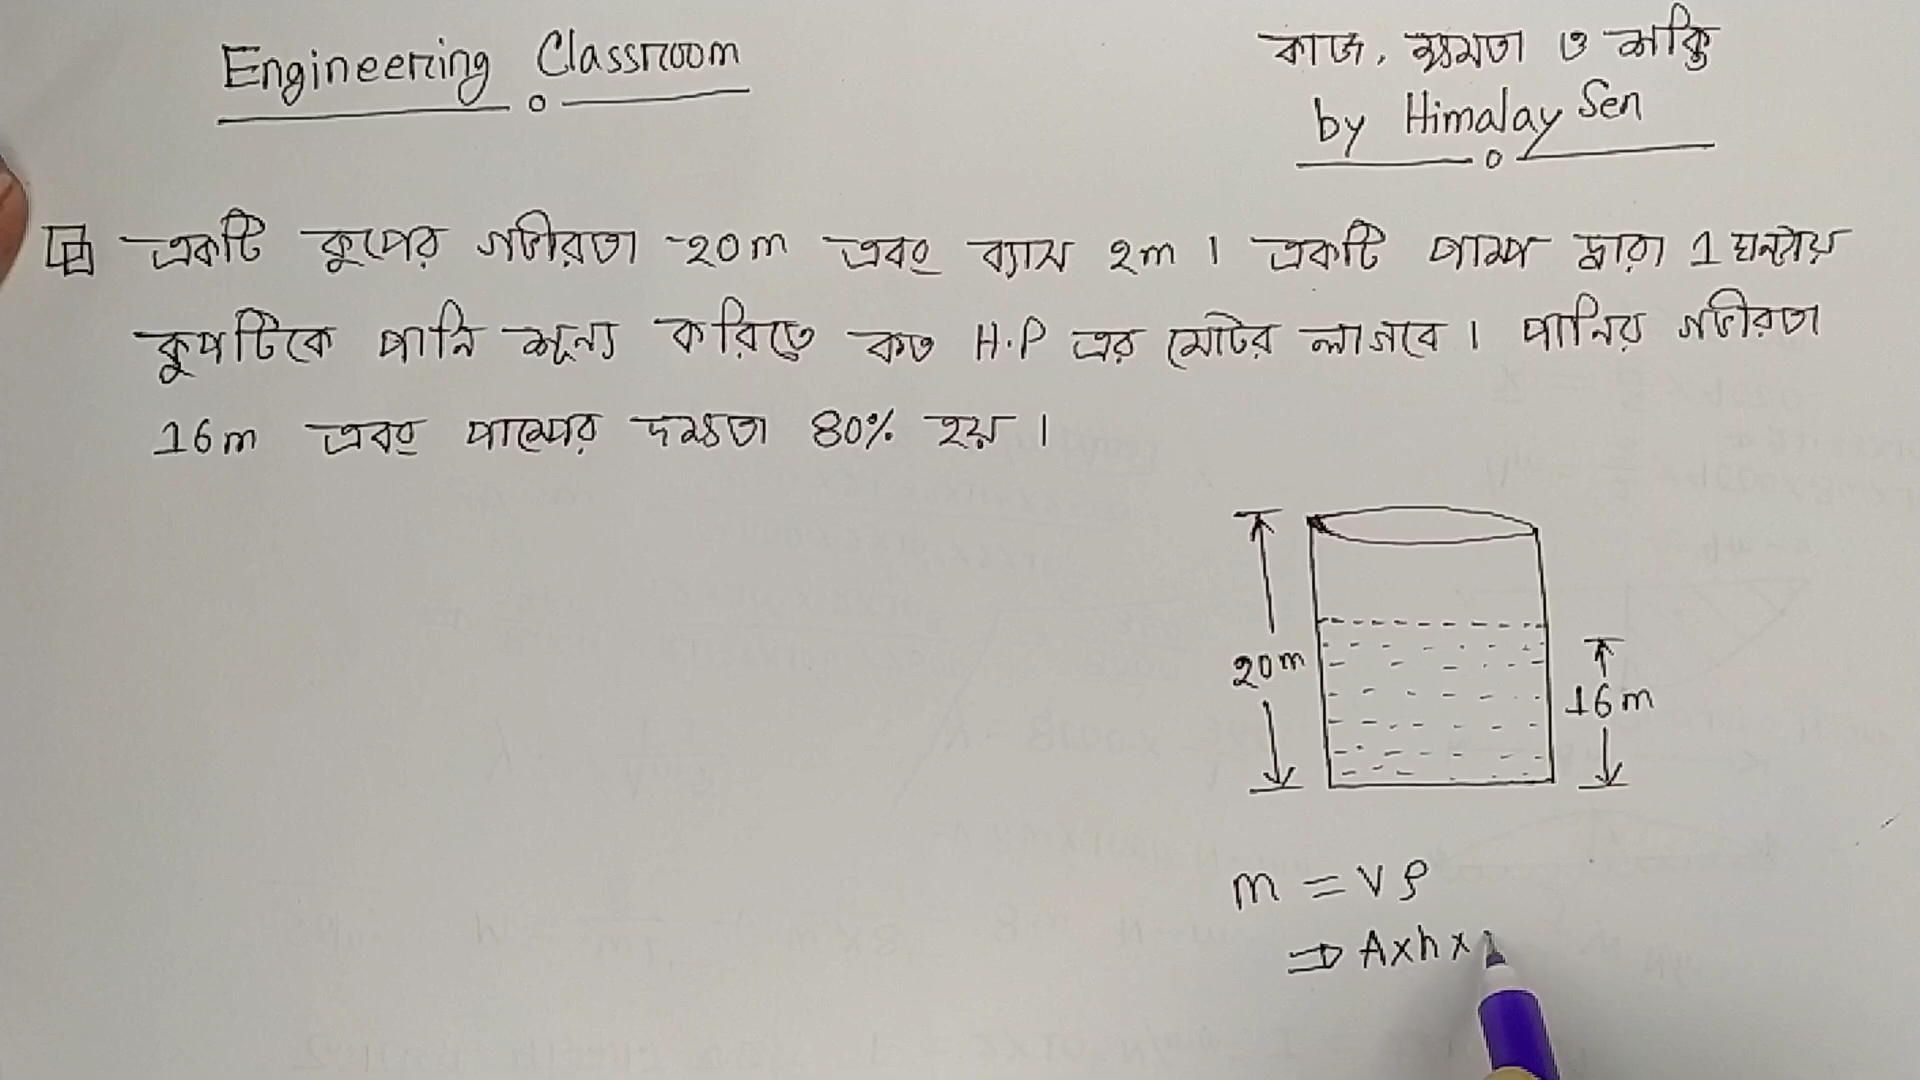 Engineering Classroom
কাজ, ক্ষমতা ও শক্তি
by Himalay Sen
একটি কুপের গভীরতা 20m এবং ব্যাস 2m। একটি পাম্প দ্বারা 1 ঘন্টায়
কুপটিকে পানি শূন্য করিতে কত H.P এর মোটর লাগবে। পানির গভীরতা
16m এবং পাম্পের দক্ষতা 80% হয়।
20m
16m
m = vρ
⇒ A×h×